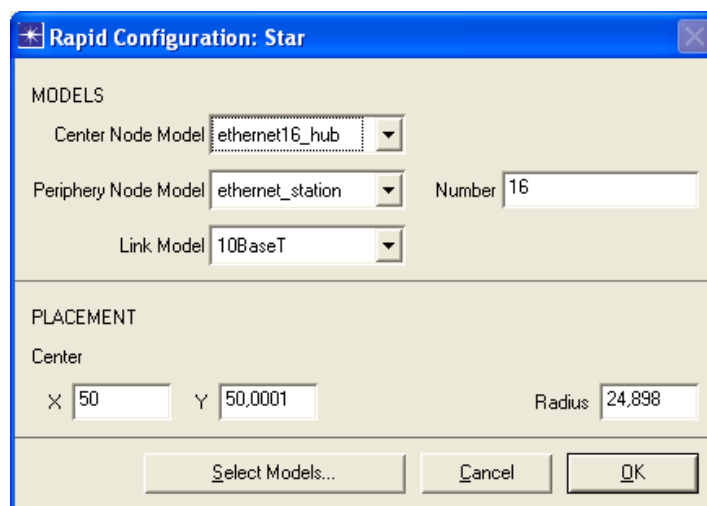 Rapid Configuration: Star
MODELS
Center Node Model ethernet16_hub
Periphery Node Model ethernet_station Number 16
Link Model 10BaseT
PLACEMENT
Center
X 50 Y 50,0001 Radius 24,898
Select Models... Cancel OK